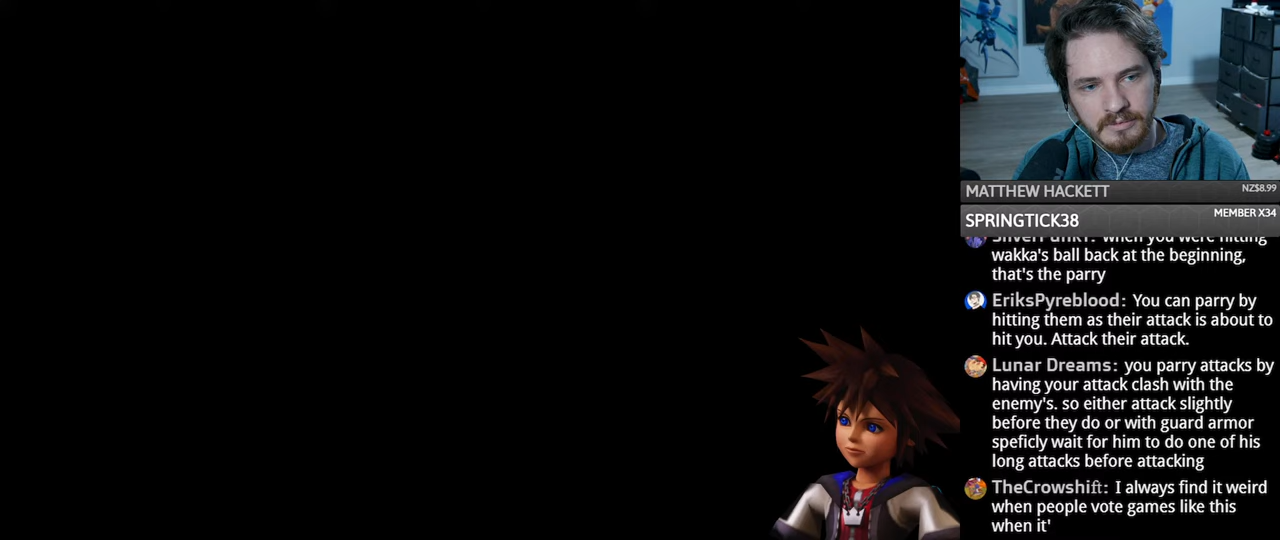 MATTHEW HACKETT NZ$8.99
SPRINGTICK38 MEMBER X34
when you were hitting
wakka's ball back at the beginning,
that's the parry
EriksPyreblood: You can parry by
hitting them as their attack is about to
hit you. Attack their attack.
Lunar Dreams: you parry attacks by
having your attack clash with the
enemy's. so either attack slightly
before they do or with guard armor
speficly wait for him to do one of his
long attacks before attacking
TheCrowshift: I always find it weird
when people vote games like this
when it'